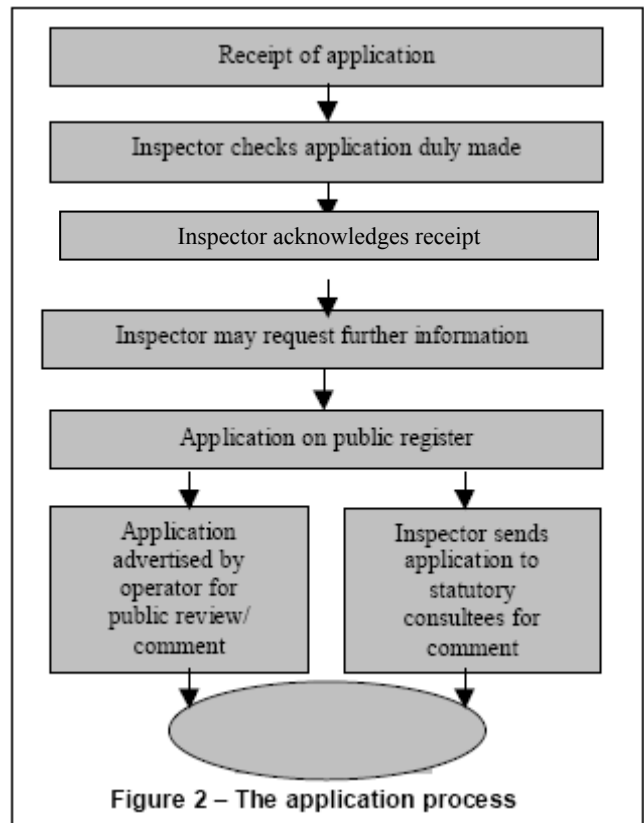 Receipt of application
Inspector checks application duly made
Inspector acknowledges receipt
Inspector may request further information
Application on public register
Application
advertised by
operator for
public review/
comment
Inspector sends
application to
statutory
consultees for
comment
Figure 2 – The application process